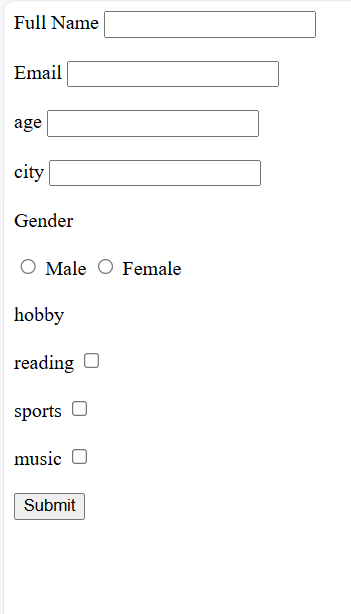 Full Name
Email
age
city
Gender
Male Female
hobby
reading
sports
music
Submit